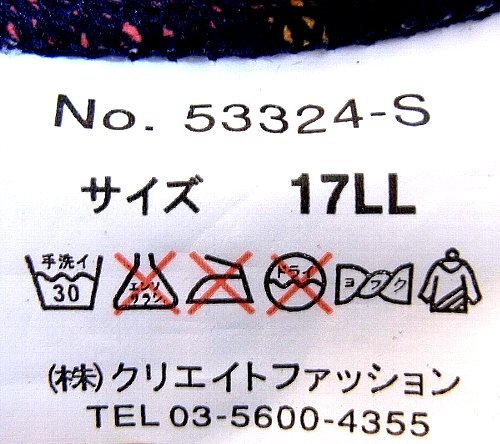 No. 53324-S
サイズ 17LL
手洗イ 30 エンソ サラシ ドライ ヨワク
(株)クリエイトファッション
TEL 03-5600-4355